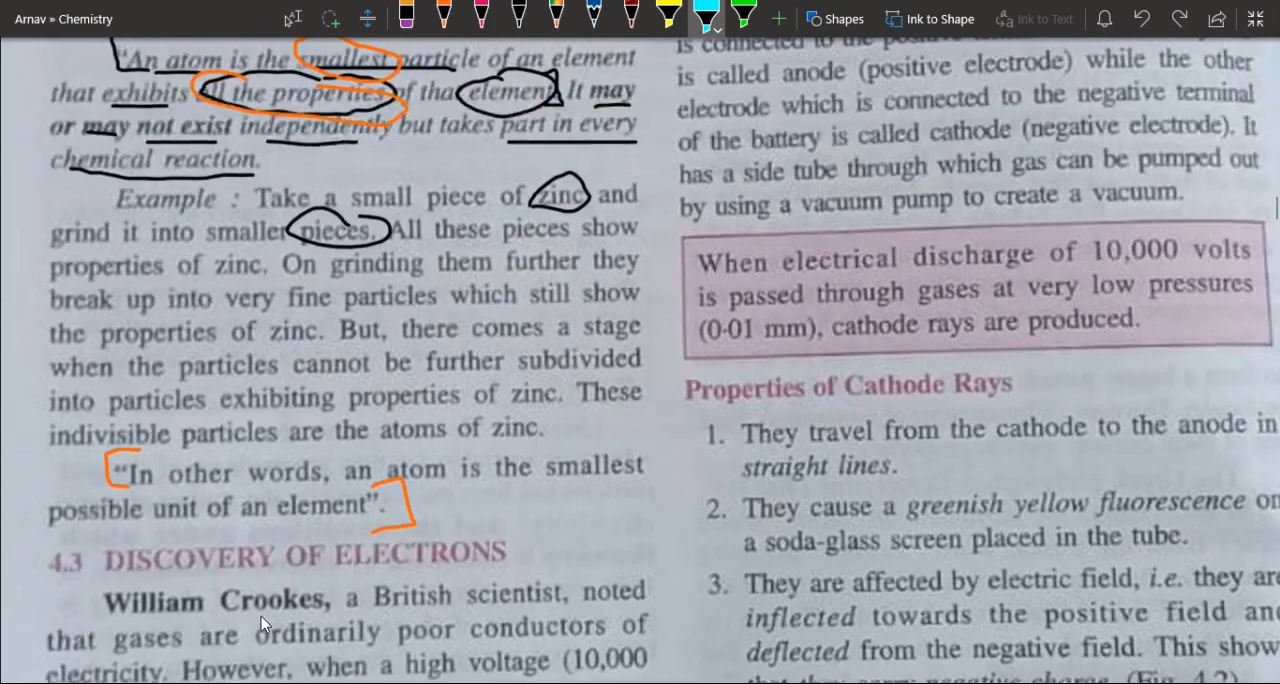 Arnav » Chemistry
Shapes
Ink to Shape
Ink to Text
"An atom is the smallest particle of an element
that exhibits all the properties of that element. It may
or may not exist independently but takes part in every
chemical reaction.
Example : Take a small piece of zinc and
grind it into smaller pieces. All these pieces show
properties of zinc. On grinding them further they
break up into very fine particles which still show
the properties of zinc. But, there comes a stage
when the particles cannot be further subdivided
into particles exhibiting properties of zinc. These
indivisible particles are the atoms of zinc.
"In other words, an atom is the smallest
possible unit of an element".
4.3 DISCOVERY OF ELECTRONS
William Crookes, a British scientist, noted
that gases are ordinarily poor conductors of
electricity. However, when a high voltage (10,000
is connected to the
is called anode (positive electrode) while the other
electrode which is connected to the negative terminal
of the battery is called cathode (negative electrode). It
has a side tube through which gas can be pumped out
by using a vacuum pump to create a vacuum.
When electrical discharge of 10,000 volts
is passed through gases at very low pressures
(0·01 mm), cathode rays are produced.
Properties of Cathode Rays
1. They travel from the cathode to the anode in
straight lines.
2. They cause a greenish yellow fluorescence on
a soda-glass screen placed in the tube.
3. They are affected by electric field, i.e. they are
inflected towards the positive field and
deflected from the negative field. This show
that they carry negative charge. (Fig. 4.2)